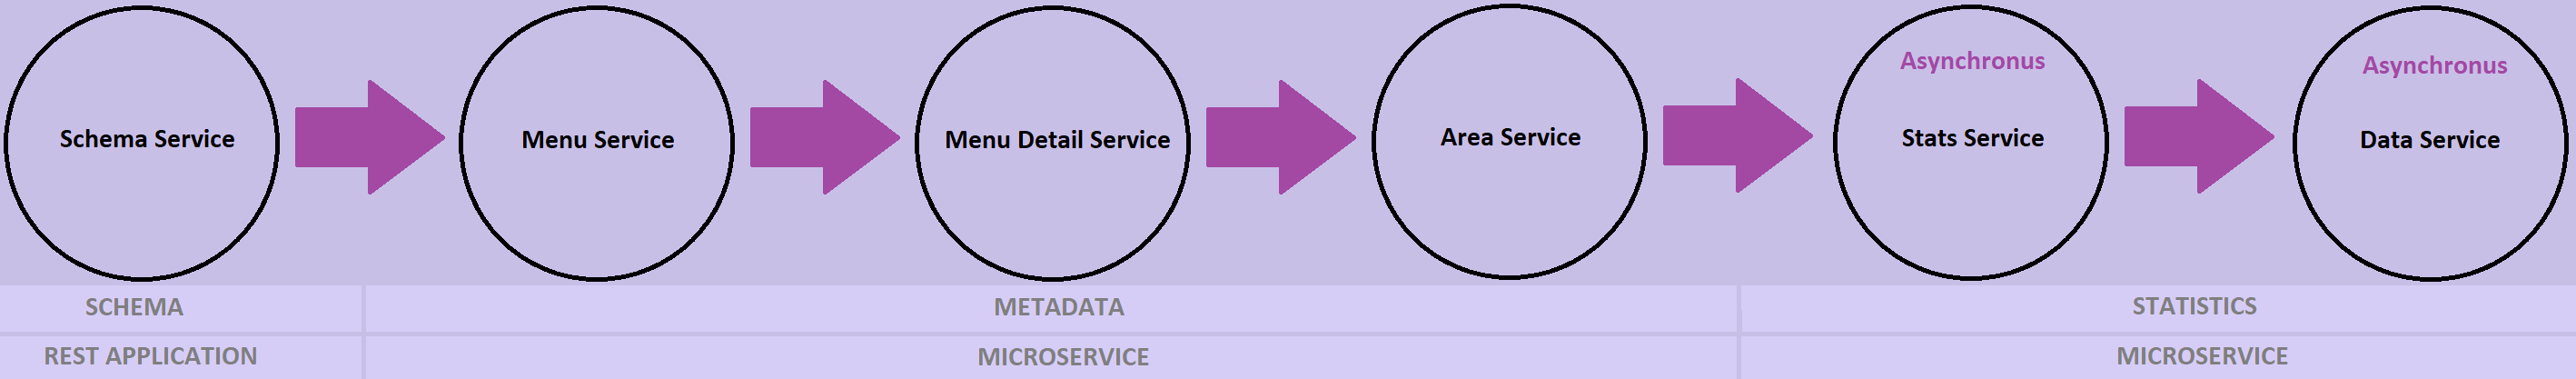 Asynchronus
Asynchronus
Schema Service
Menu Service
Menu Detail Service
Area Service
Stats Service
Data Service
SCHEMA
METADATA
STATISTICS
REST APPLICATION
MICROSERVICE
MICROSERVICE